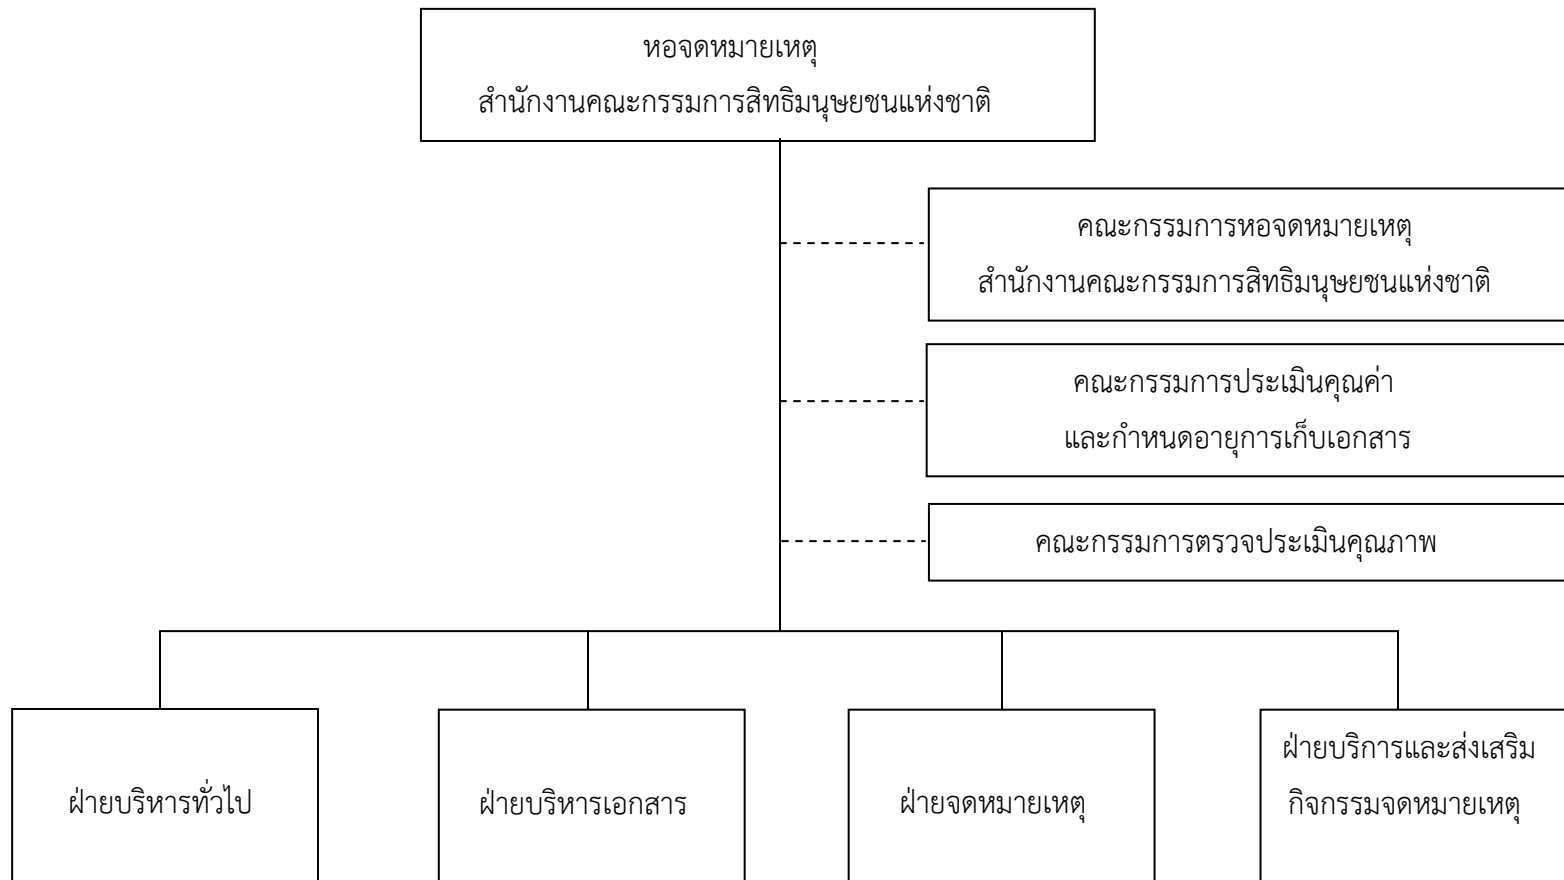 หอจดหมายเหตุ
สำนักงานคณะกรรมการสิทธิมนุษยชนแห่งชาติ
คณะกรรมการหอจดหมายเหตุ
สำนักงานคณะกรรมการสิทธิมนุษยชนแห่งชาติ
คณะกรรมการประเมินคุณค่า
และกำหนดอายุการเก็บเอกสาร
คณะกรรมการตรวจประเมินคุณภาพ
ฝ่ายบริหารทั่วไป
ฝ่ายบริหารเอกสาร
ฝ่ายจดหมายเหตุ
ฝ่ายบริการและส่งเสริม
กิจกรรมจดหมายเหตุ